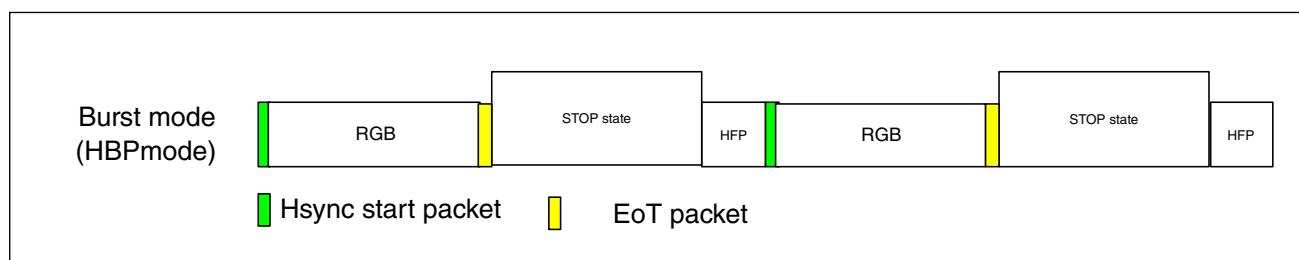 Burst mode
(HBPmode)
RGB
STOP state
HFP
RGB
STOP state
HFP
Hsync start packet
EoT packet